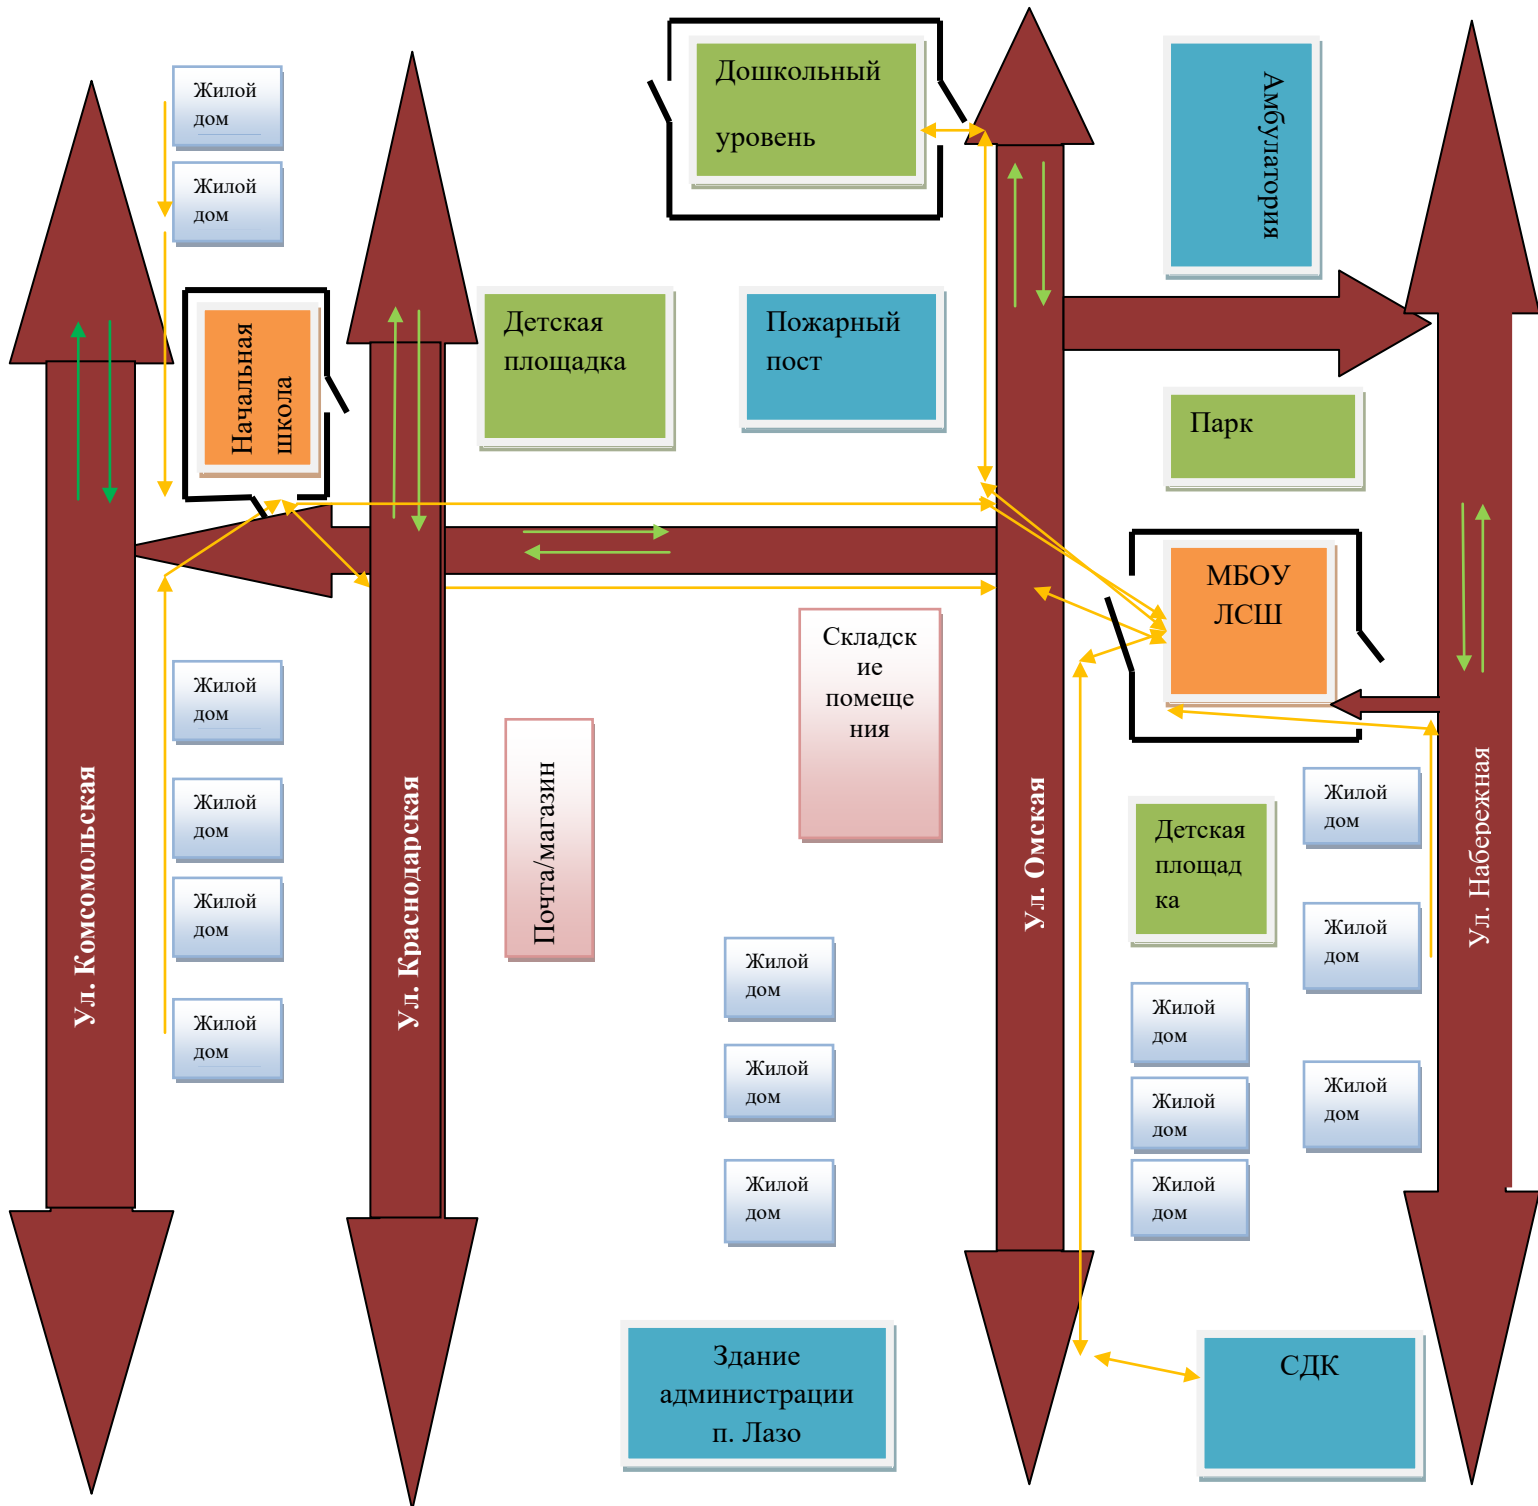 Дошкольный
уровень
Амбулатория
Жилой
дом
Жилой
дом
Начальная
школа
Детская
площадка
Пожарный
пост
Парк
МБОУ
ЛСШ
Складск
ие
помеще
ния
Жилой
дом
Жилой
дом
Жилой
дом
Жилой
дом
Ул. Комсомольская
Ул. Краснодарская
Почта/магазин
Ул. Омская
Детская
площад
ка
Ул. Набережная
Жилой
дом
Жилой
дом
Жилой
дом
Жилой
дом
Жилой
дом
Жилой
дом
Жилой
дом
Жилой
дом
Жилой
дом
Здание
администрации
п. Лазо
СДК